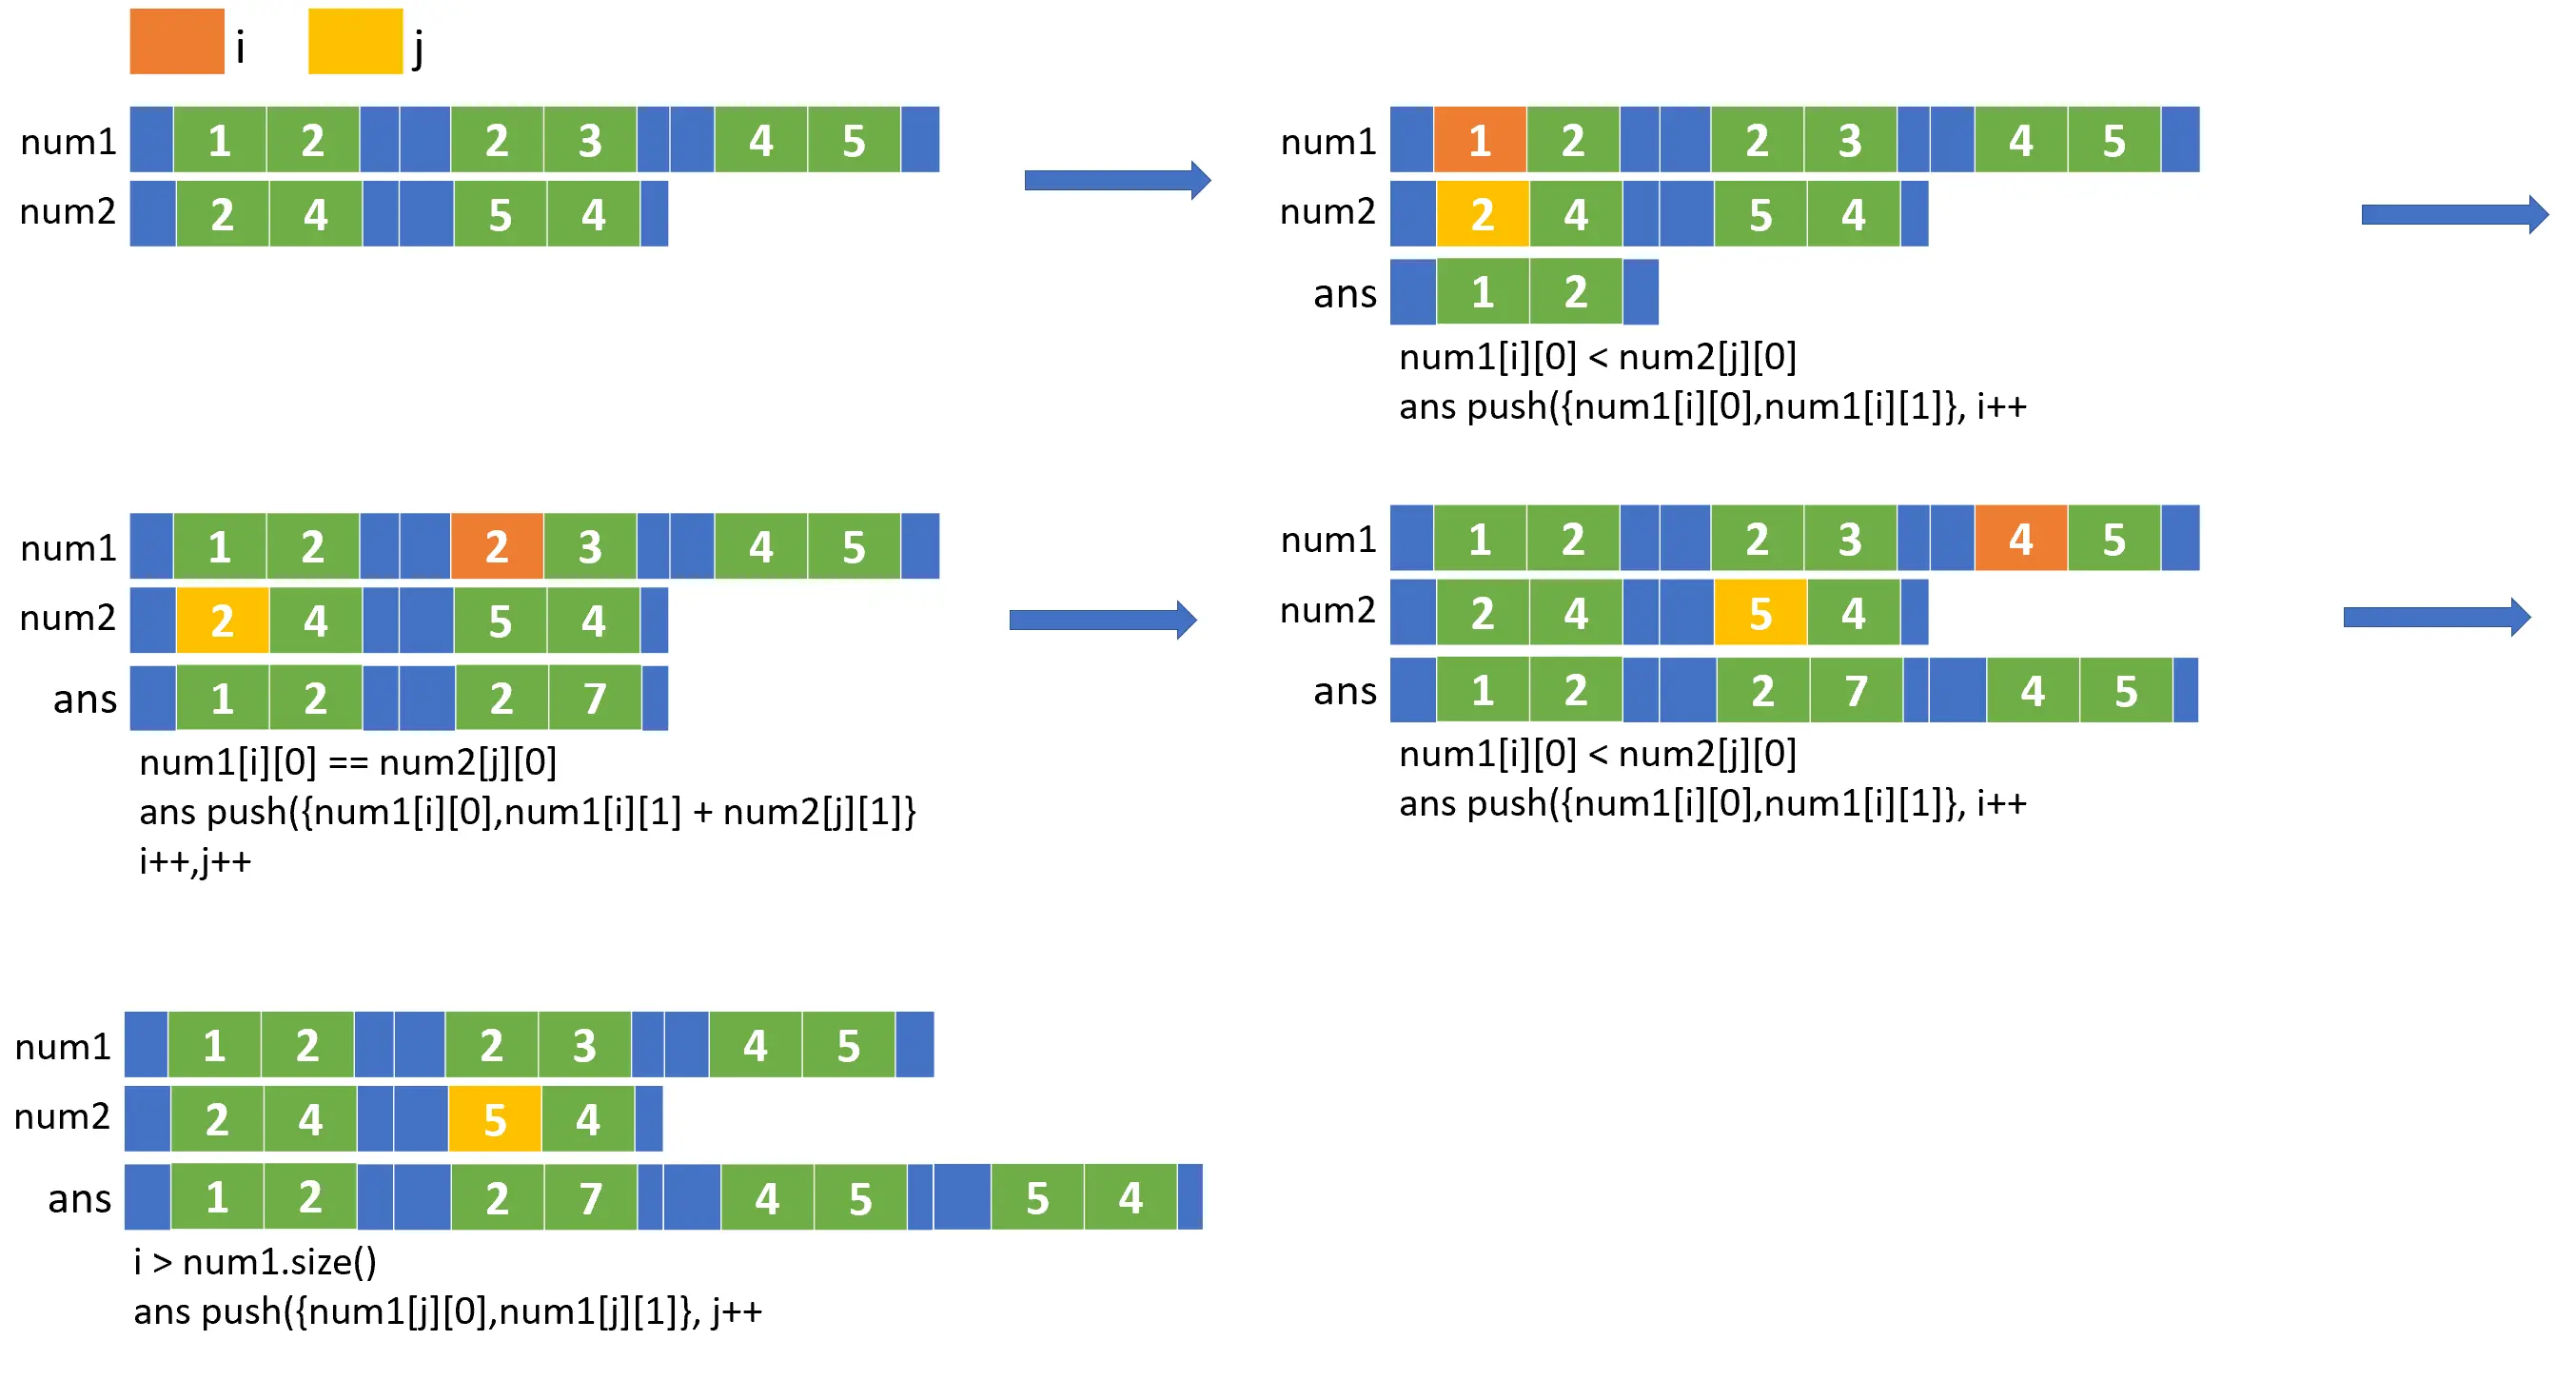 i j
num1 1 2 2 3 4 5
num2 2 4 5 4
num1 1 2 2 3 4 5
num2 2 4 5 4
ans 1 2
num1[i][0] < num2[j][0]
ans push({num1[i][0],num1[i][1]}, i++
num1 1 2 2 3 4 5
num2 2 4 5 4
ans 1 2 2 7
num1[i][0] == num2[j][0]
ans push({num1[i][0],num1[i][1] + num2[j][1]}
i++,j++
num1 1 2 2 3 4 5
num2 2 4 5 4
ans 1 2 2 7 4 5
num1[i][0] < num2[j][0]
ans push({num1[i][0],num1[i][1]}, i++
num1 1 2 2 3 4 5
num2 2 4 5 4
ans 1 2 2 7 4 5 5 4
i > num1.size()
ans push({num1[j][0],num1[j][1]}, j++